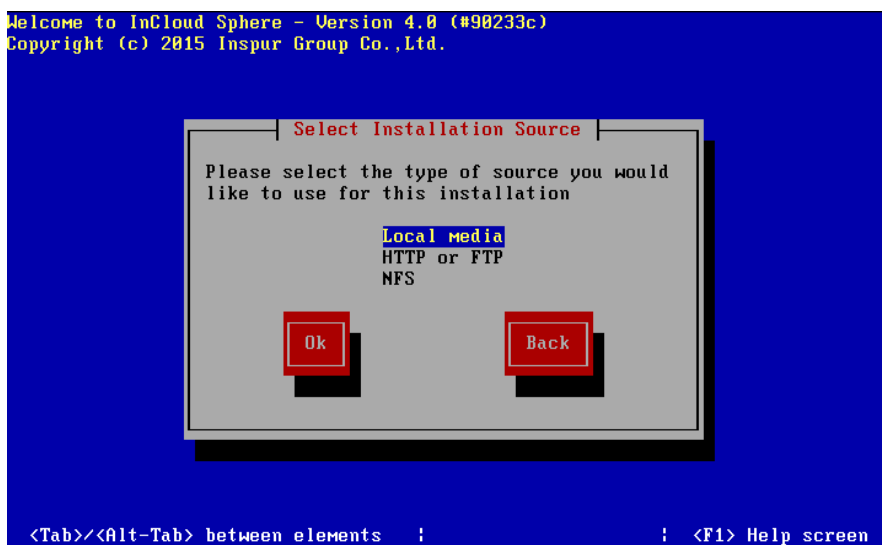 Welcome to InCloud Sphere - Version 4.0 (#90233c)
Copyright (c) 2015 Inspur Group Co.,Ltd.
Select Installation Source
Please select the type of source you would
like to use for this installation
Local media
HTTP or FTP
NFS
Ok Back
<Tab>/<Alt-Tab> between elements ¦ ¦ <F1> Help screen